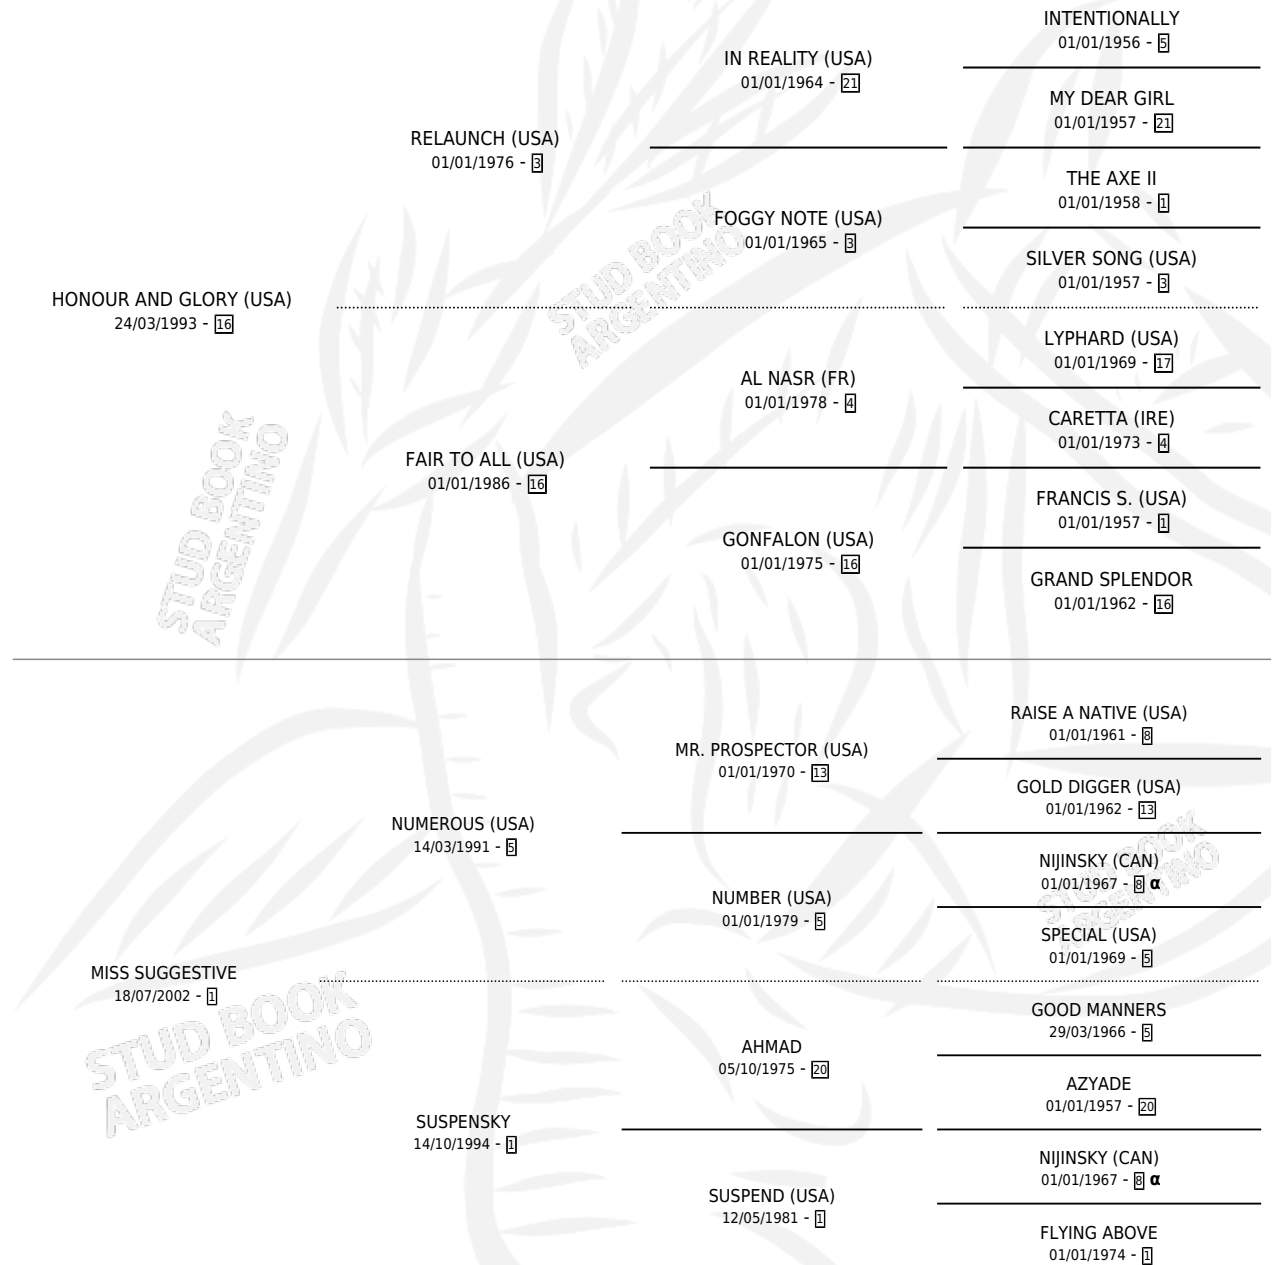 INTENTIONALLY
01/01/1956 - 5
IN REALITY (USA)
01/01/1964 - 21
MY DEAR GIRL
01/01/1957 - 21
RELAUNCH (USA)
01/01/1976 - 3
THE AXE II
01/01/1958 - 1
FOGGY NOTE (USA)
01/01/1965 - 3
SILVER SONG (USA)
01/01/1957 - 3
HONOUR AND GLORY (USA)
24/03/1993 - 16
LYPHARD (USA)
01/01/1969 - 17
AL NASR (FR)
01/01/1978 - 4
CARETTA (IRE)
01/01/1973 - 4
FAIR TO ALL (USA)
01/01/1986 - 16
FRANCIS S. (USA)
01/01/1957 - 1
GONFALON (USA)
01/01/1975 - 16
GRAND SPLENDOR
01/01/1962 - 16
RAISE A NATIVE (USA)
01/01/1961 - 8
MR. PROSPECTOR (USA)
01/01/1970 - 13
GOLD DIGGER (USA)
01/01/1962 - 13
NUMEROUS (USA)
14/03/1991 - 5
NIJINSKY (CAN)
01/01/1967 - 8 α
NUMBER (USA)
01/01/1979 - 5
SPECIAL (USA)
01/01/1969 - 5
MISS SUGGESTIVE
18/07/2002 - 1
GOOD MANNERS
29/03/1966 - 5
AHMAD
05/10/1975 - 20
AZYADE
01/01/1957 - 20
SUSPENSKY
14/10/1994 - 1
NIJINSKY (CAN)
01/01/1967 - 8 α
SUSPEND (USA)
12/05/1981 - 1
FLYING ABOVE
01/01/1974 - 1
STUD BOOK
ARGENTINO
STUD BOOK
ARGENTINO
STUD BOOK
ARGENTINO
STUD BOOK
ARGENTINO